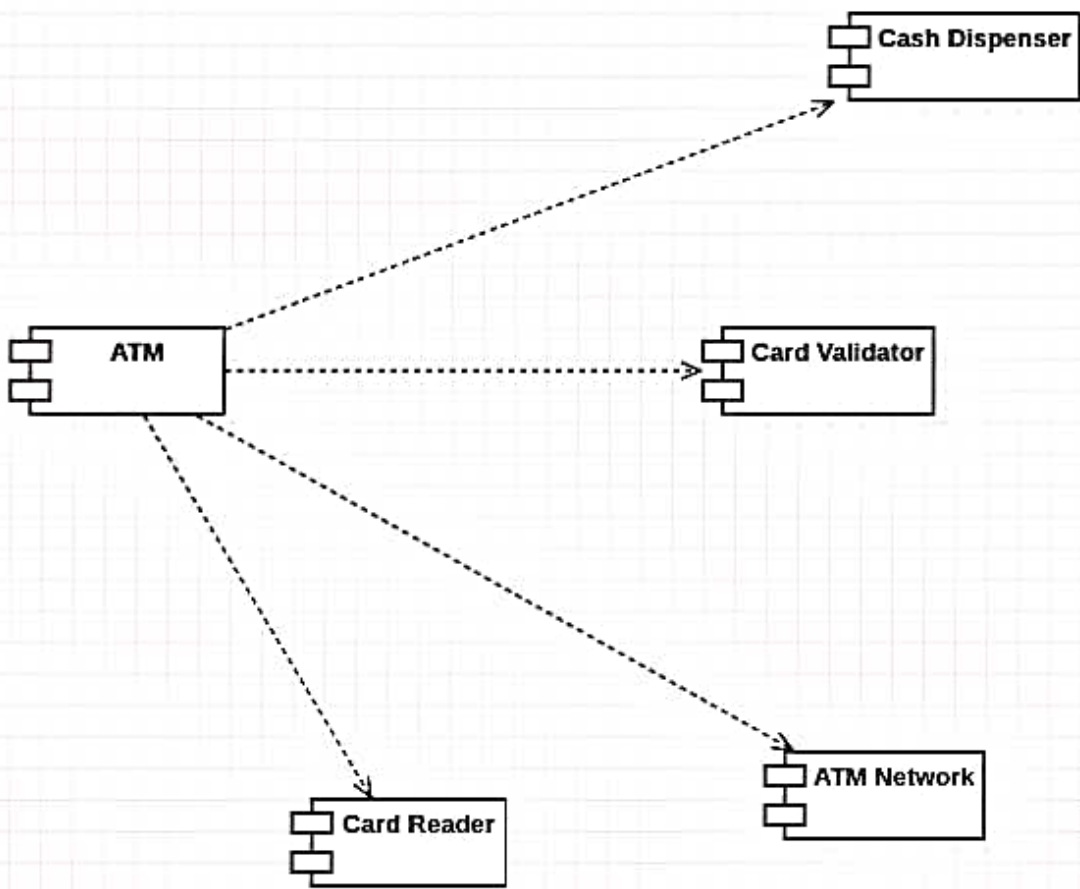 Cash Dispenser
ATM
Card Validator
ATM Network
Card Reader